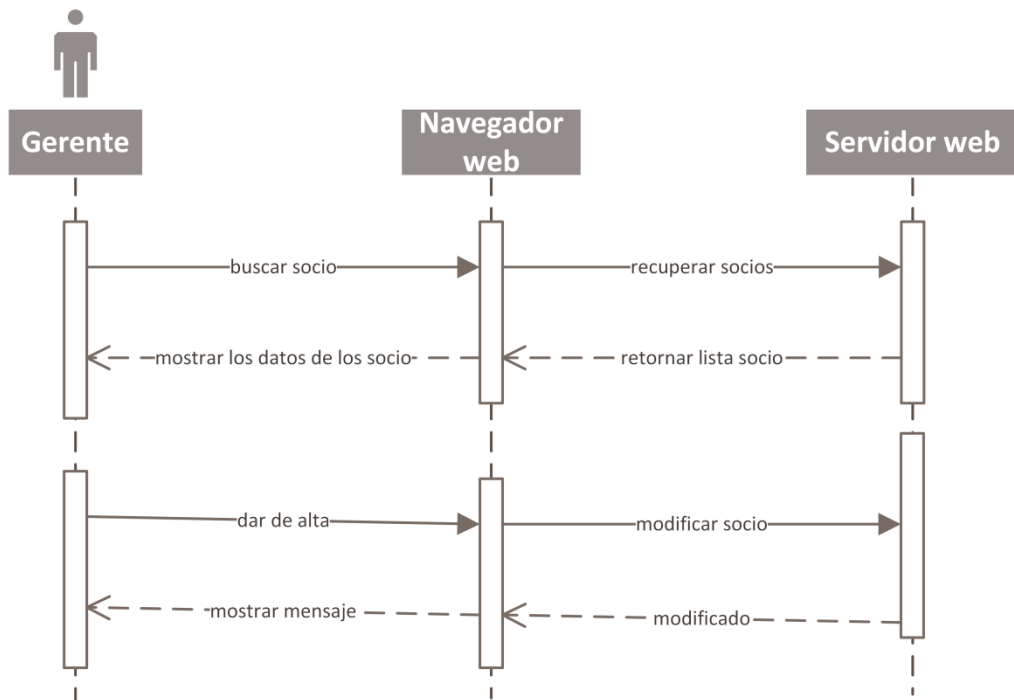 Gerente
Navegador
web
Servidor web
buscar socio
recuperar socios
mostrar los datos de los socio
retornar lista socio
dar de alta
modificar socio
mostrar mensaje
modificado